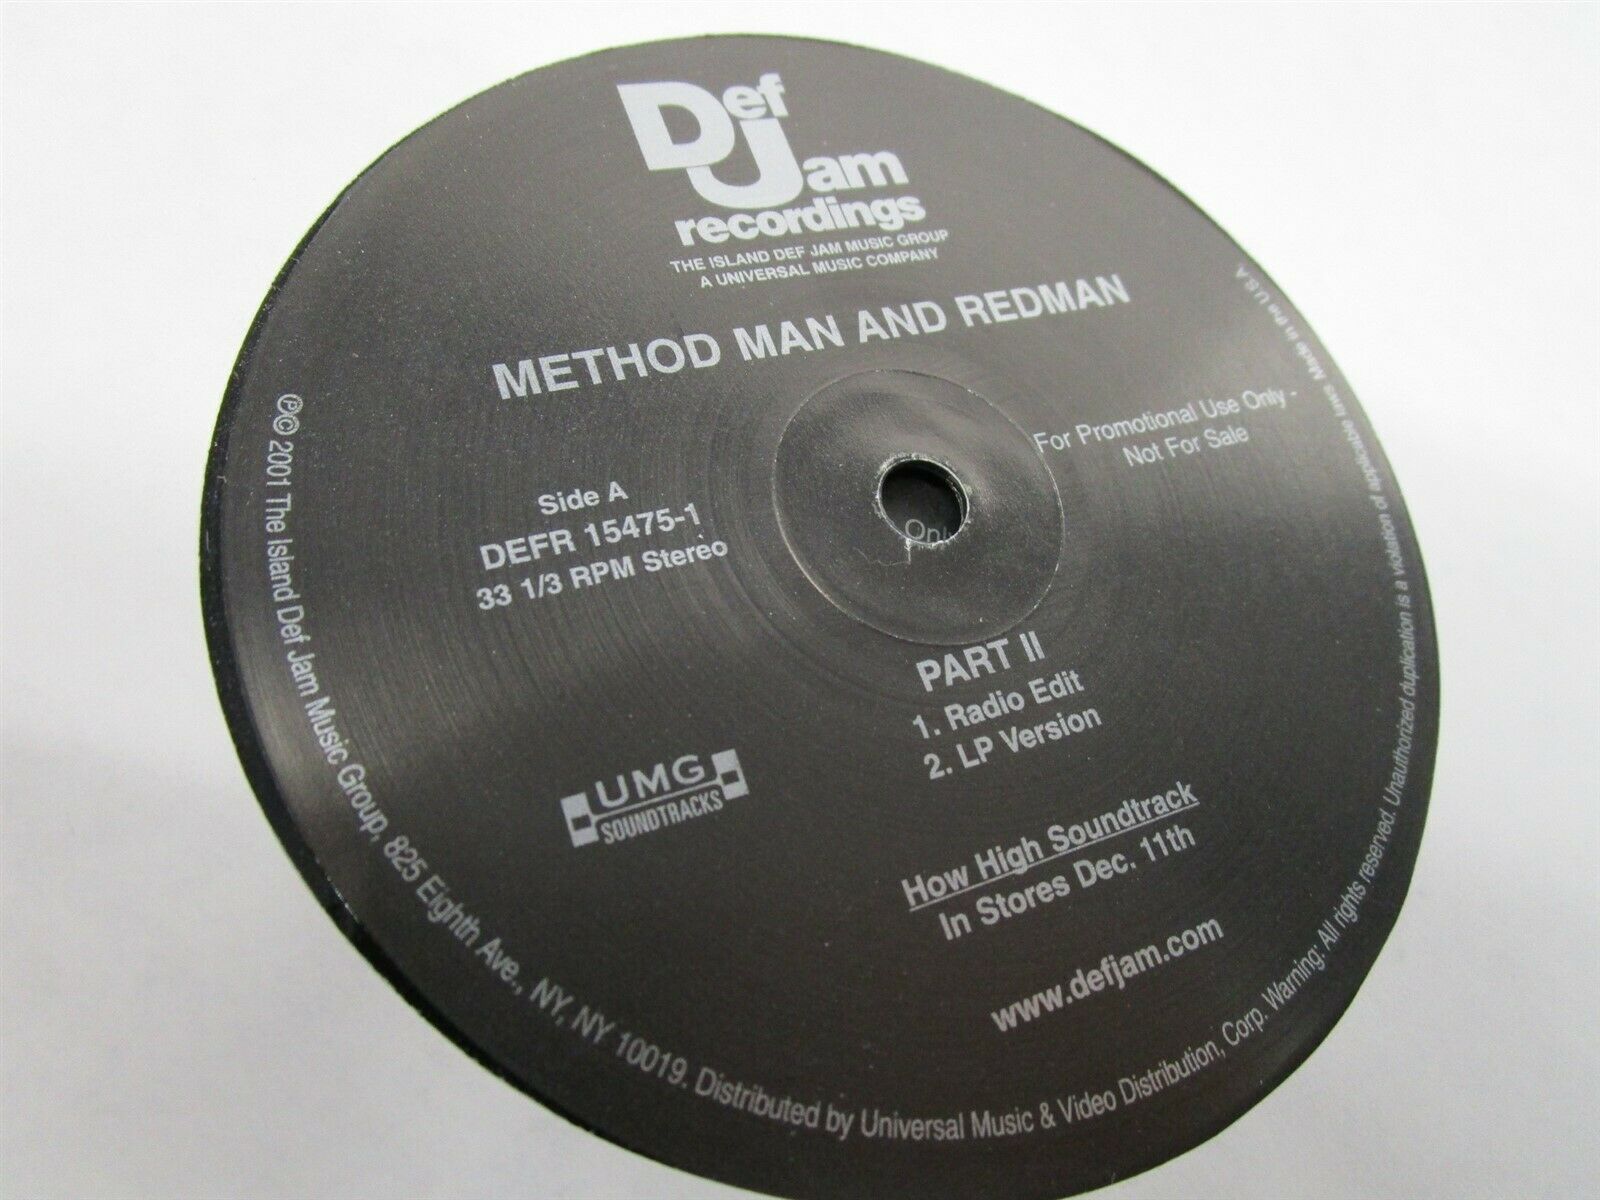 Def Jam
recordings
THE ISLAND DEF JAM MUSIC GROUP
A UNIVERSAL MUSIC COMPANY
METHOD MAN AND REDMAN
For Promotional Use Only -
Not For Sale
Side A
DEFR 15475-1
33 1/3 RPM Stereo
Onl
PART II
1. Radio Edit
2. LP Version
UMG
SOUNDTRACKS
How High Soundtrack
In Stores Dec. 11th
www.defjam.com
℗© 2001 The Island Def Jam Music Group, 825 Eighth Ave., NY, NY 10019. Distributed by Universal Music & Video Distribution, Corp. Warning: All rights reserved. Unauthorized duplication is a violation of applicable laws. Made in the U.S.A